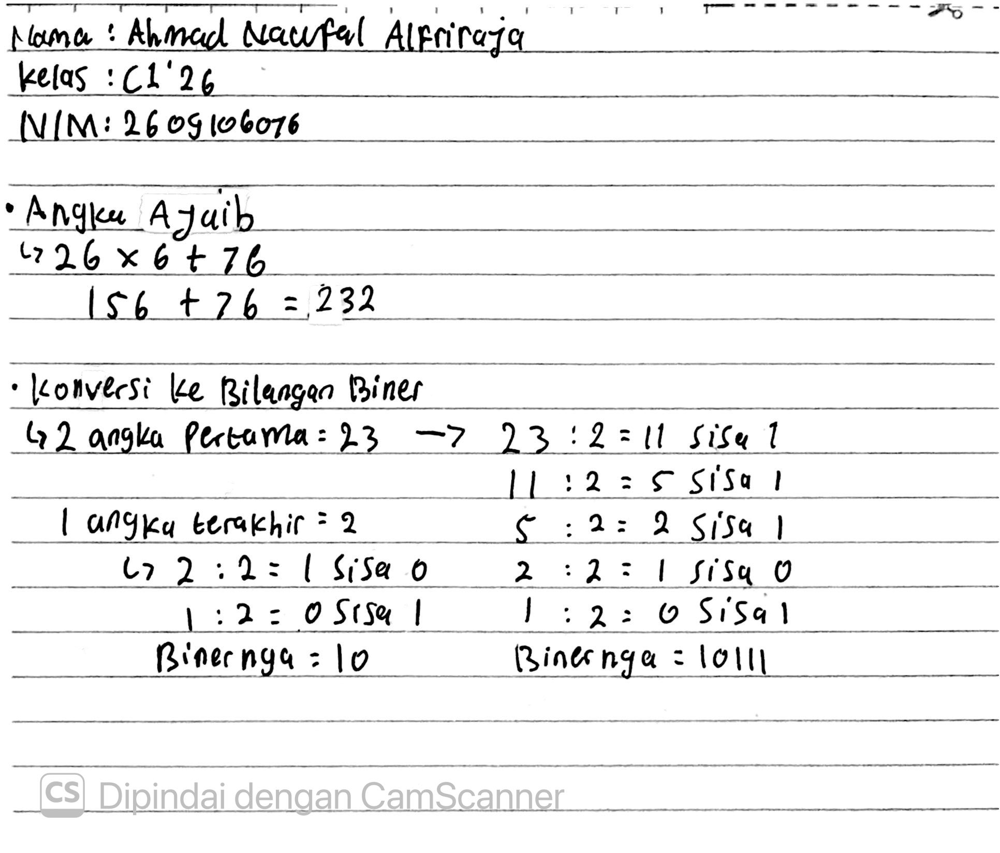 Nama : Ahmad Naufal Alfriraja
Kelas : C1'26
NIM : 2609106076
• Angka Ajaib
↳ 26 x 6 + 76
156 + 76 = 232
• Konversi ke Bilangan Biner
↳ 2 angka Pertama = 23 → 23 : 2 = 11 sisa 1
11 : 2 = 5 sisa 1
1 angka terakhir = 2 5 : 2 = 2 sisa 1
↳ 2 : 2 = 1 sisa 0 2 : 2 = 1 sisa 0
1 : 2 = 0 sisa 1 1 : 2 = 0 sisa 1
Binernya = 10 Binernya = 10111
CS Dipindai dengan CamScanner